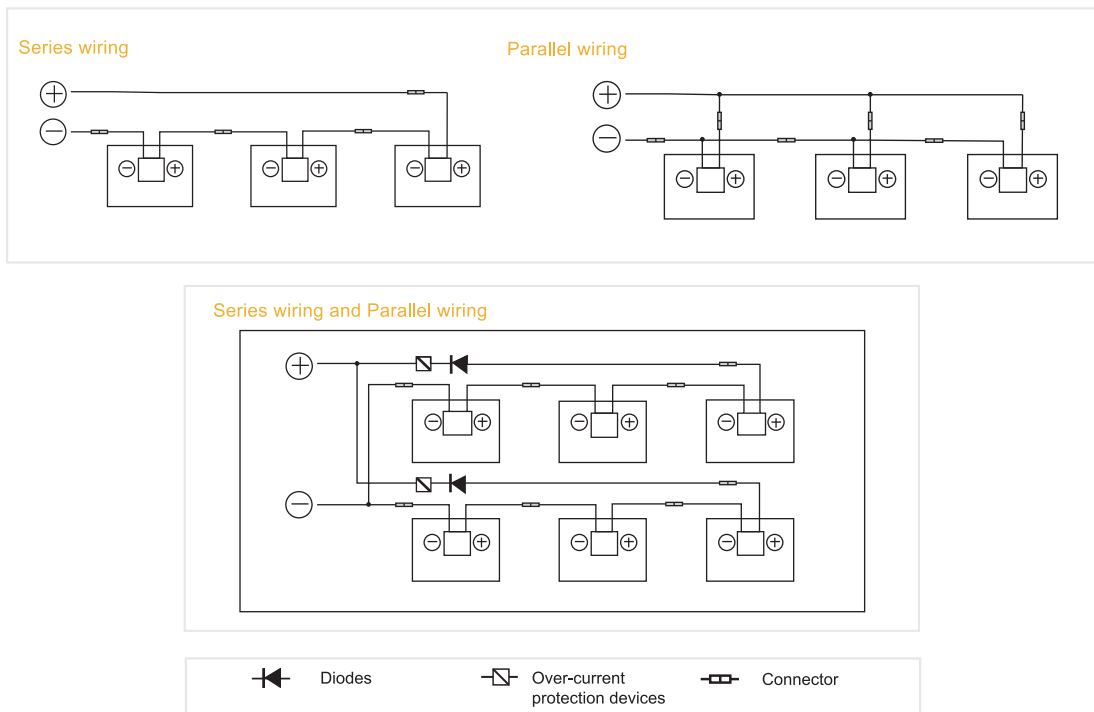 Series wiring
Parallel wiring
Series wiring and Parallel wiring
Diodes
Over-current
protection devices
Connector